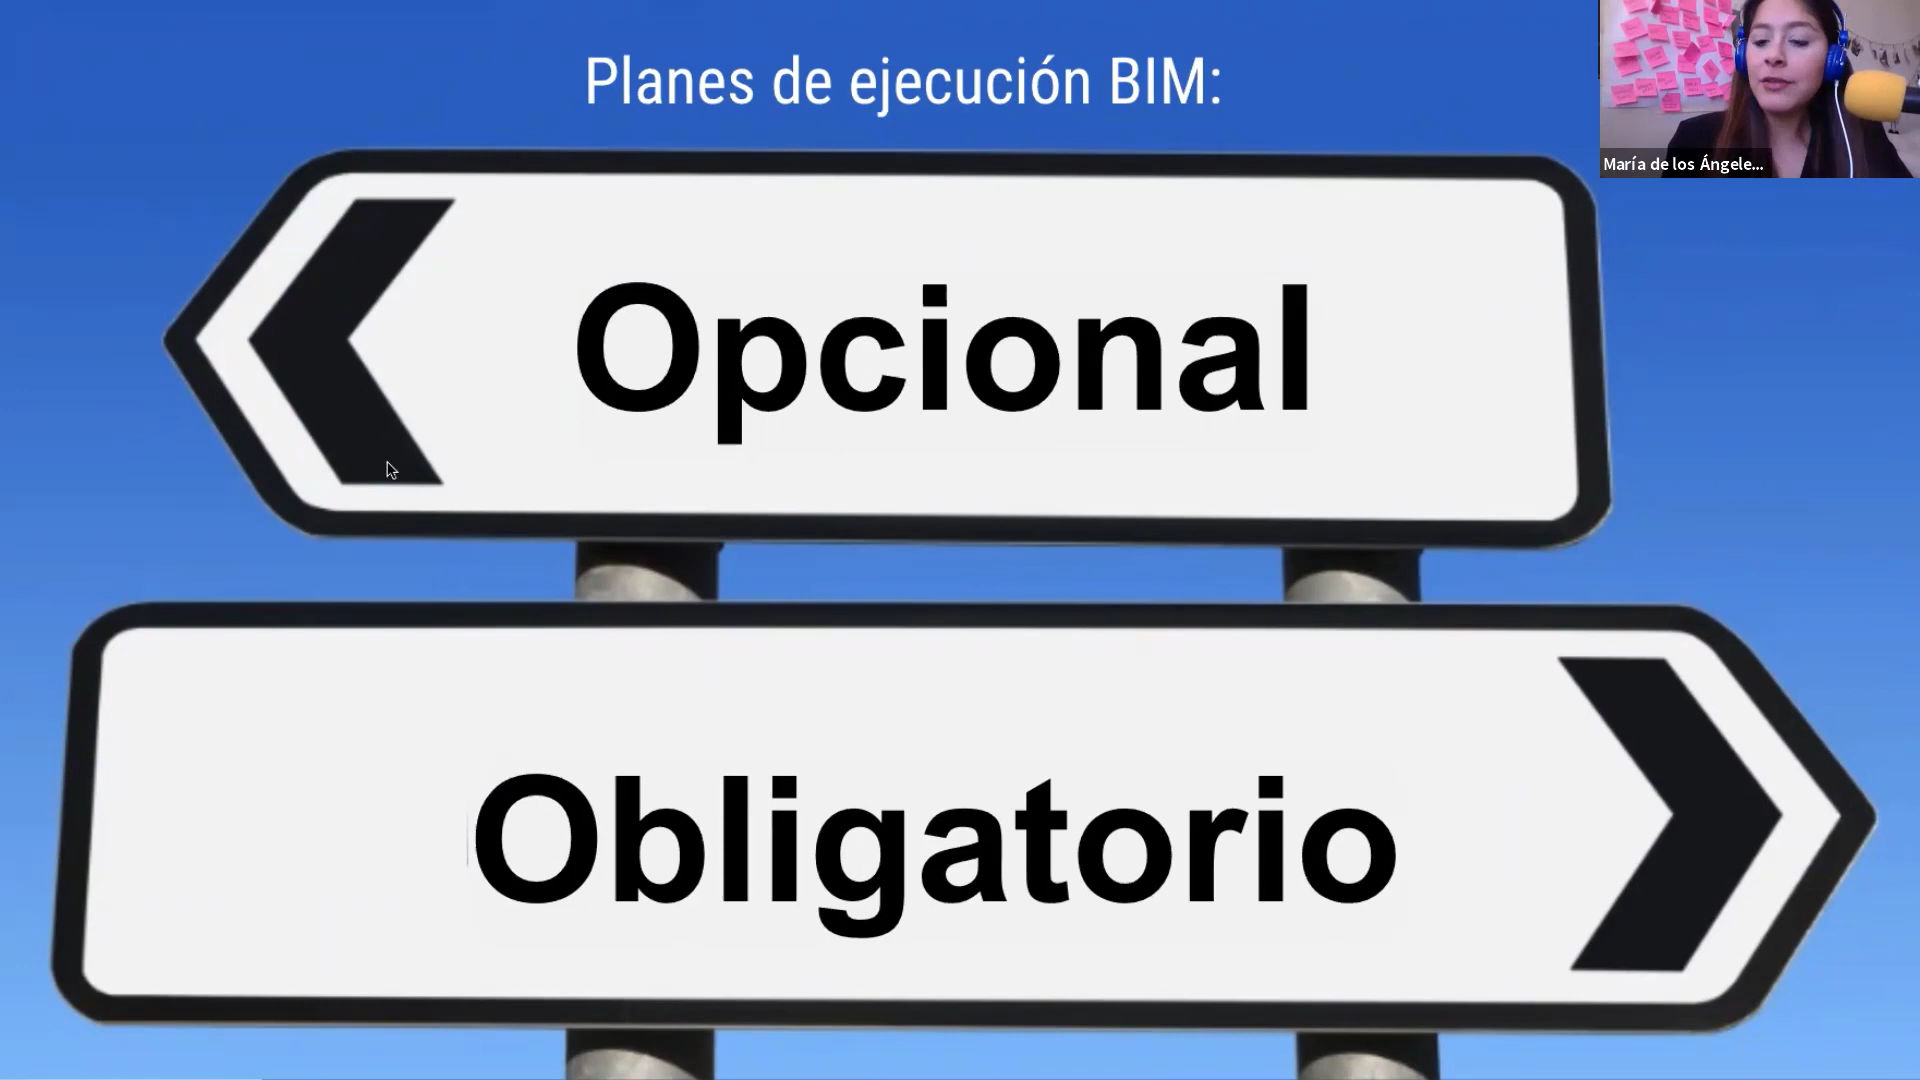 Planes de ejecución BIM:
María de los Ángele...
Opcional
Obligatorio